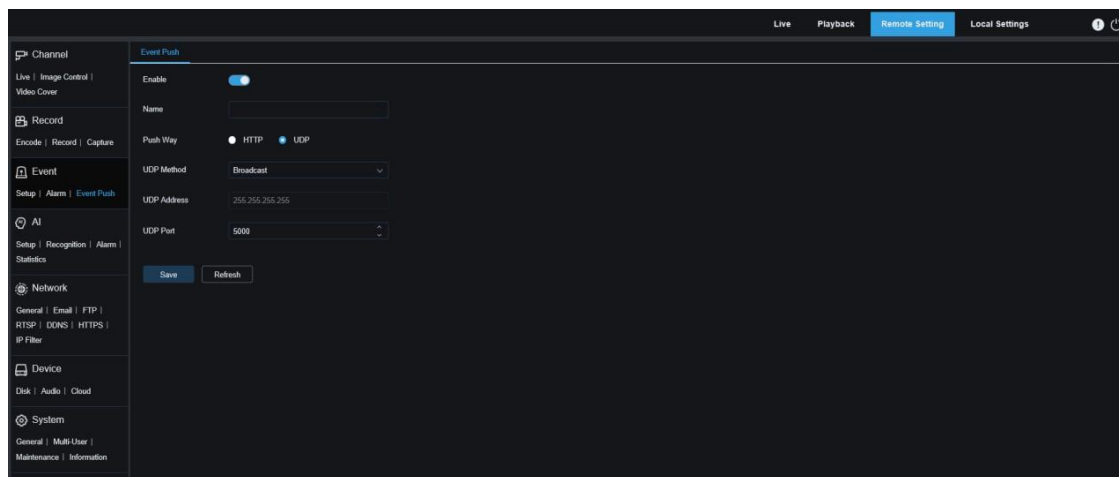 Live Playback Remote Setting Local Settings
Channel
Live | Image Control |
Video Cover
Record
Encode | Record | Capture
Event
Setup | Alarm | Event Push
AI
Setup | Recognition | Alarm |
Statistics
Network
General | Email | FTP |
RTSP | DDNS | HTTPS |
IP Filter
Device
Disk | Audio | Cloud
System
General | Multi-User |
Maintenance | Information
Event Push
Enable
Name
Push Way HTTP UDP
UDP Method Broadcast
UDP Address 255.255.255.255
UDP Port 5000
Save Refresh